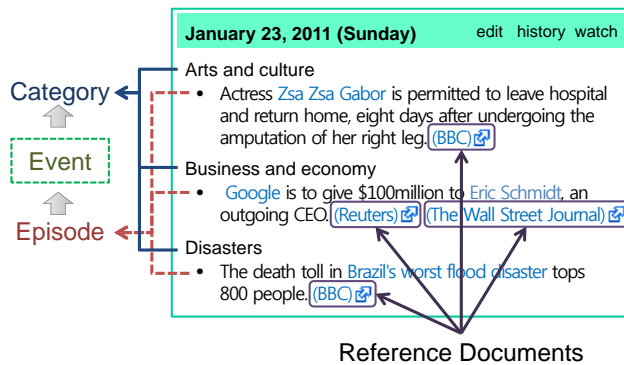 January 23, 2011 (Sunday) edit history watch
Arts and culture
• Actress Zsa Zsa Gabor is permitted to leave hospital
and return home, eight days after undergoing the
amputation of her right leg. (BBC)
Business and economy
• Google is to give $100million to Eric Schmidt, an
outgoing CEO. (Reuters) (The Wall Street Journal)
Disasters
• The death toll in Brazil's worst flood disaster tops
800 people. (BBC)
Category
Event
Episode
Reference Documents